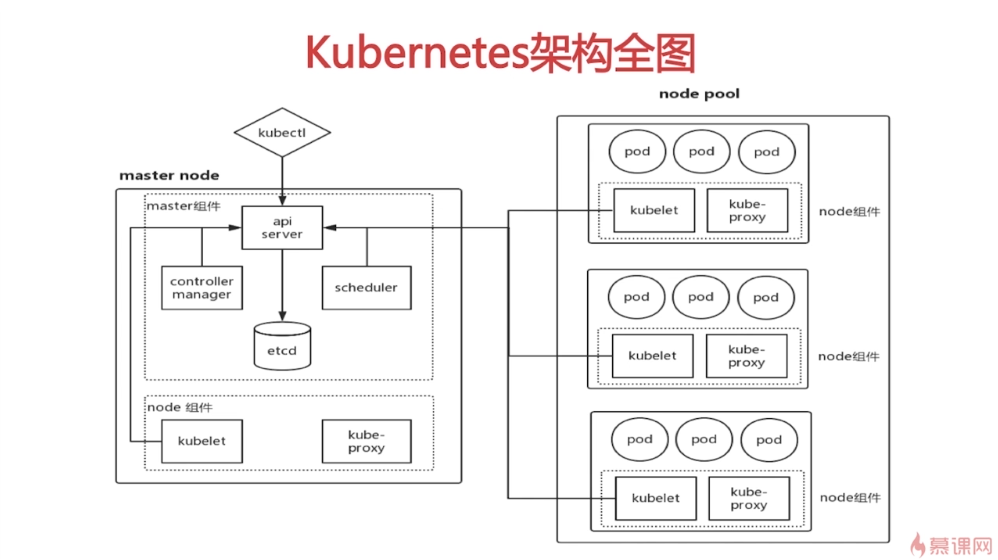 Kubernetes架构全图
node pool
kubectl
master node
master组件
api
server
controller
manager
scheduler
etcd
node 组件
kubelet
kube-
proxy
pod
pod
pod
kubelet
kube-
proxy
node组件
pod
pod
pod
kubelet
kube-
proxy
node组件
pod
pod
pod
kubelet
kube-
proxy
node组件
慕课网